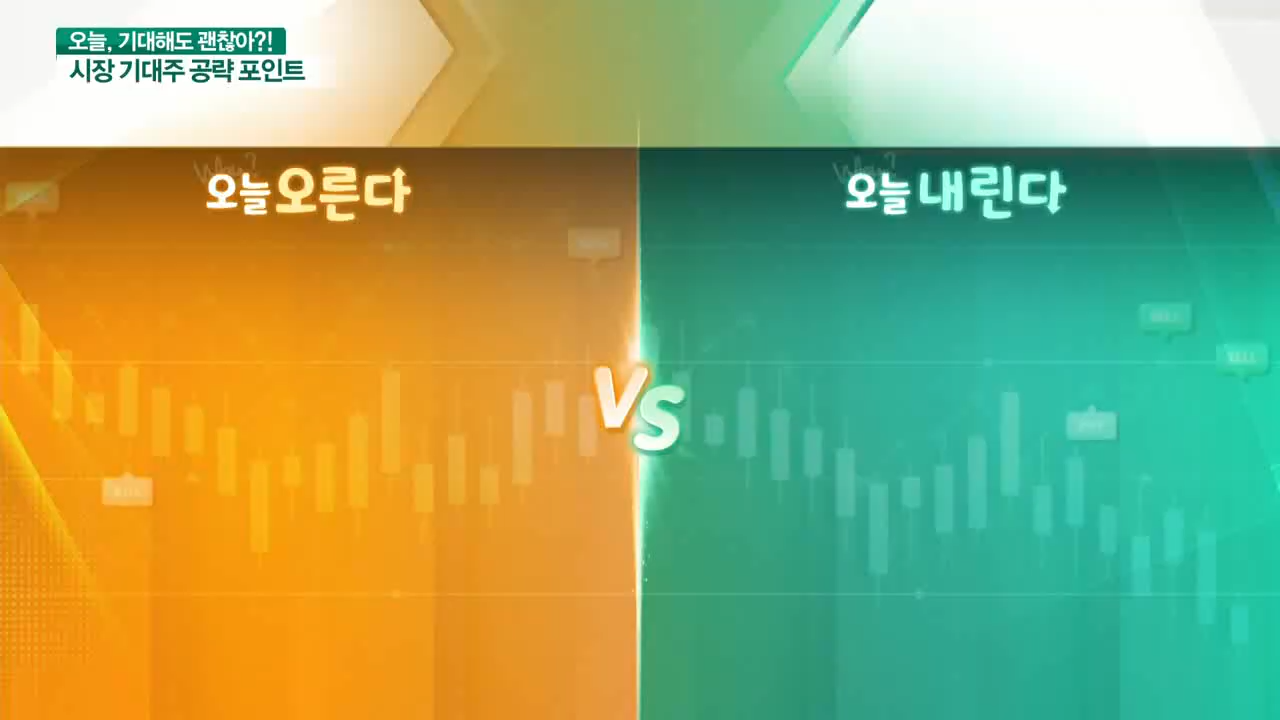 오늘, 기대해도 괜찮아?!
시장 기대주 공략 포인트
오늘 오른다
오늘 내린다
VS